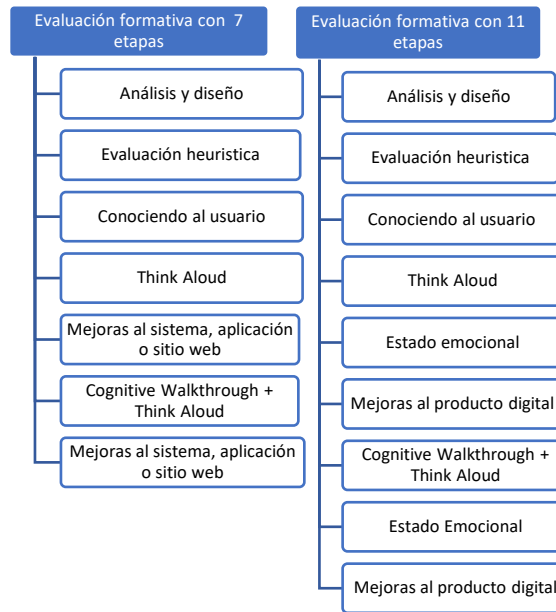 Evaluación formativa con  7
etapas
Análisis y diseño
Evaluación heuristica
Conociendo al usuario
Think Aloud
Mejoras al sistema, aplicación
o sitio web
Cognitive Walkthrough +
Think Aloud
Mejoras al sistema, aplicación
o sitio web
Evaluación formativa con 11
etapas
Análisis y diseño
Evaluación heuristica
Conociendo al usuario
Think Aloud
Estado emocional
Mejoras al producto digital
Cognitive Walkthrough +
Think Aloud
Estado Emocional
Mejoras al producto digital